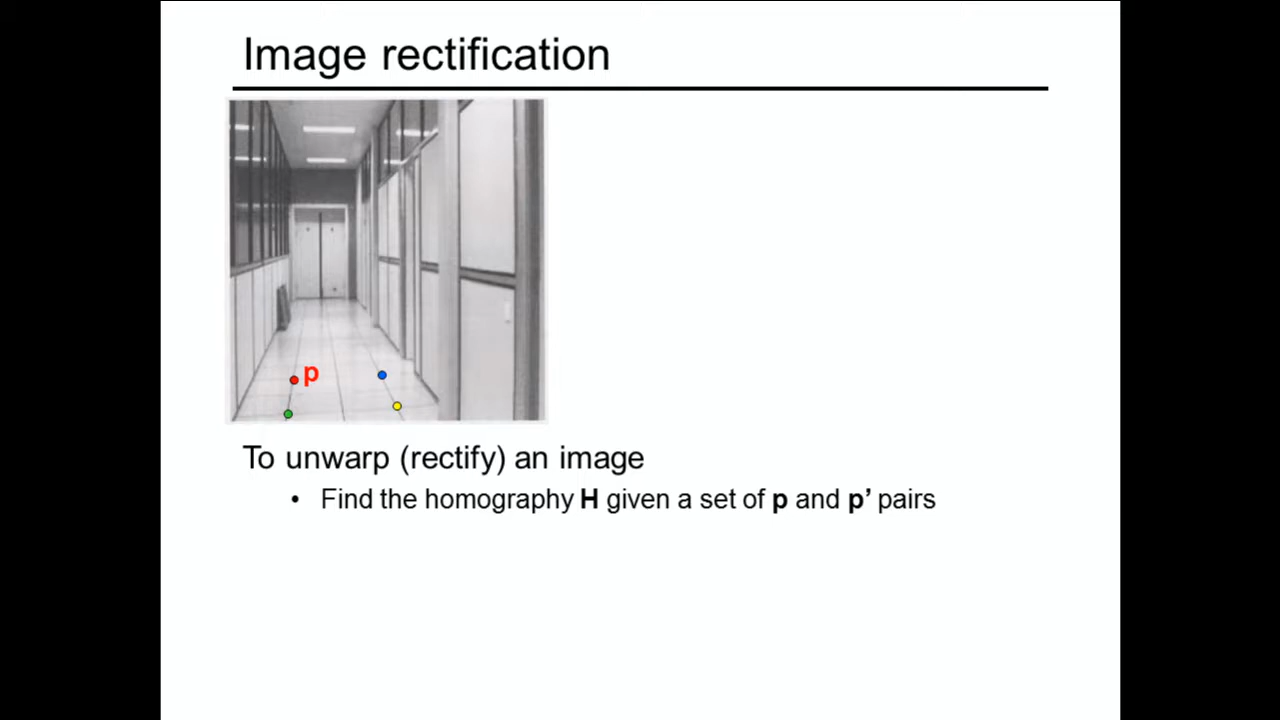 Image rectification
p
To unwarp (rectify) an image
• Find the homography H given a set of p and p’ pairs